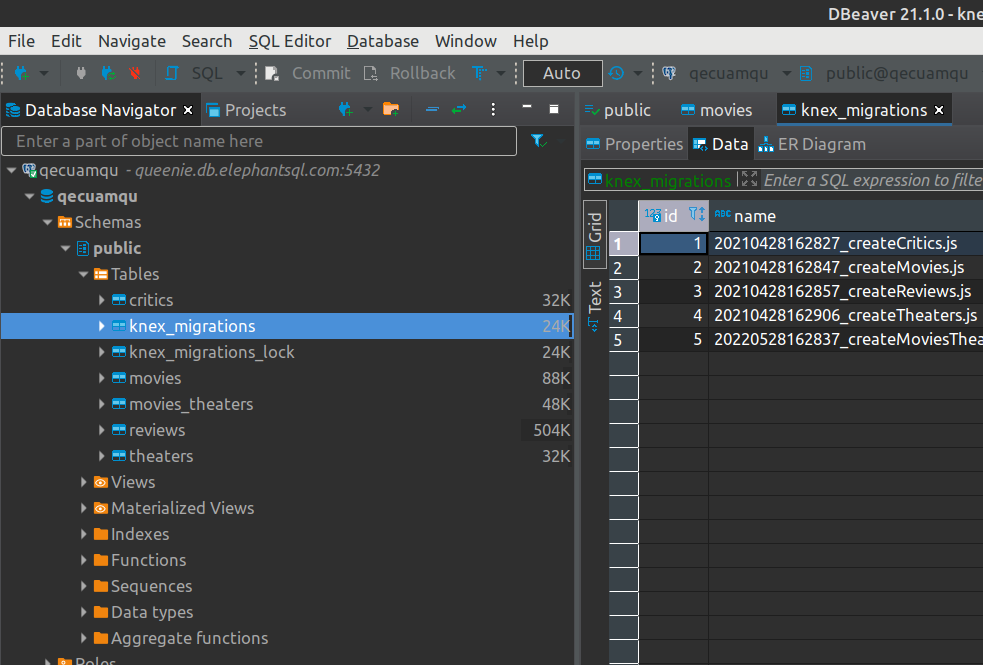 DBeaver 21.1.0 - kne
File Edit Navigate Search SQL Editor Database Window Help
SQL Commit Rollback Auto qecuamqu public@qecuamqu
Database Navigator Projects
Enter a part of object name here
qecuamqu - queenie.db.elephantsql.com:5432
qecuamqu
Schemas
public
Tables
critics 32K
knex_migrations 24K
knex_migrations_lock 24K
movies 88K
movies_theaters 48K
reviews 504K
theaters 32K
Views
Materialized Views
Indexes
Functions
Sequences
Data types
Aggregate functions
Roles
public movies knex_migrations
Properties Data ER Diagram
knex_migrations Enter a SQL expression to filte
Grid
Text
123 id ABC name
1 1 20210428162827_createCritics.js
2 2 20210428162847_createMovies.js
3 3 20210428162857_createReviews.js
4 4 20210428162906_createTheaters.js
5 5 20220528162837_createMoviesThea